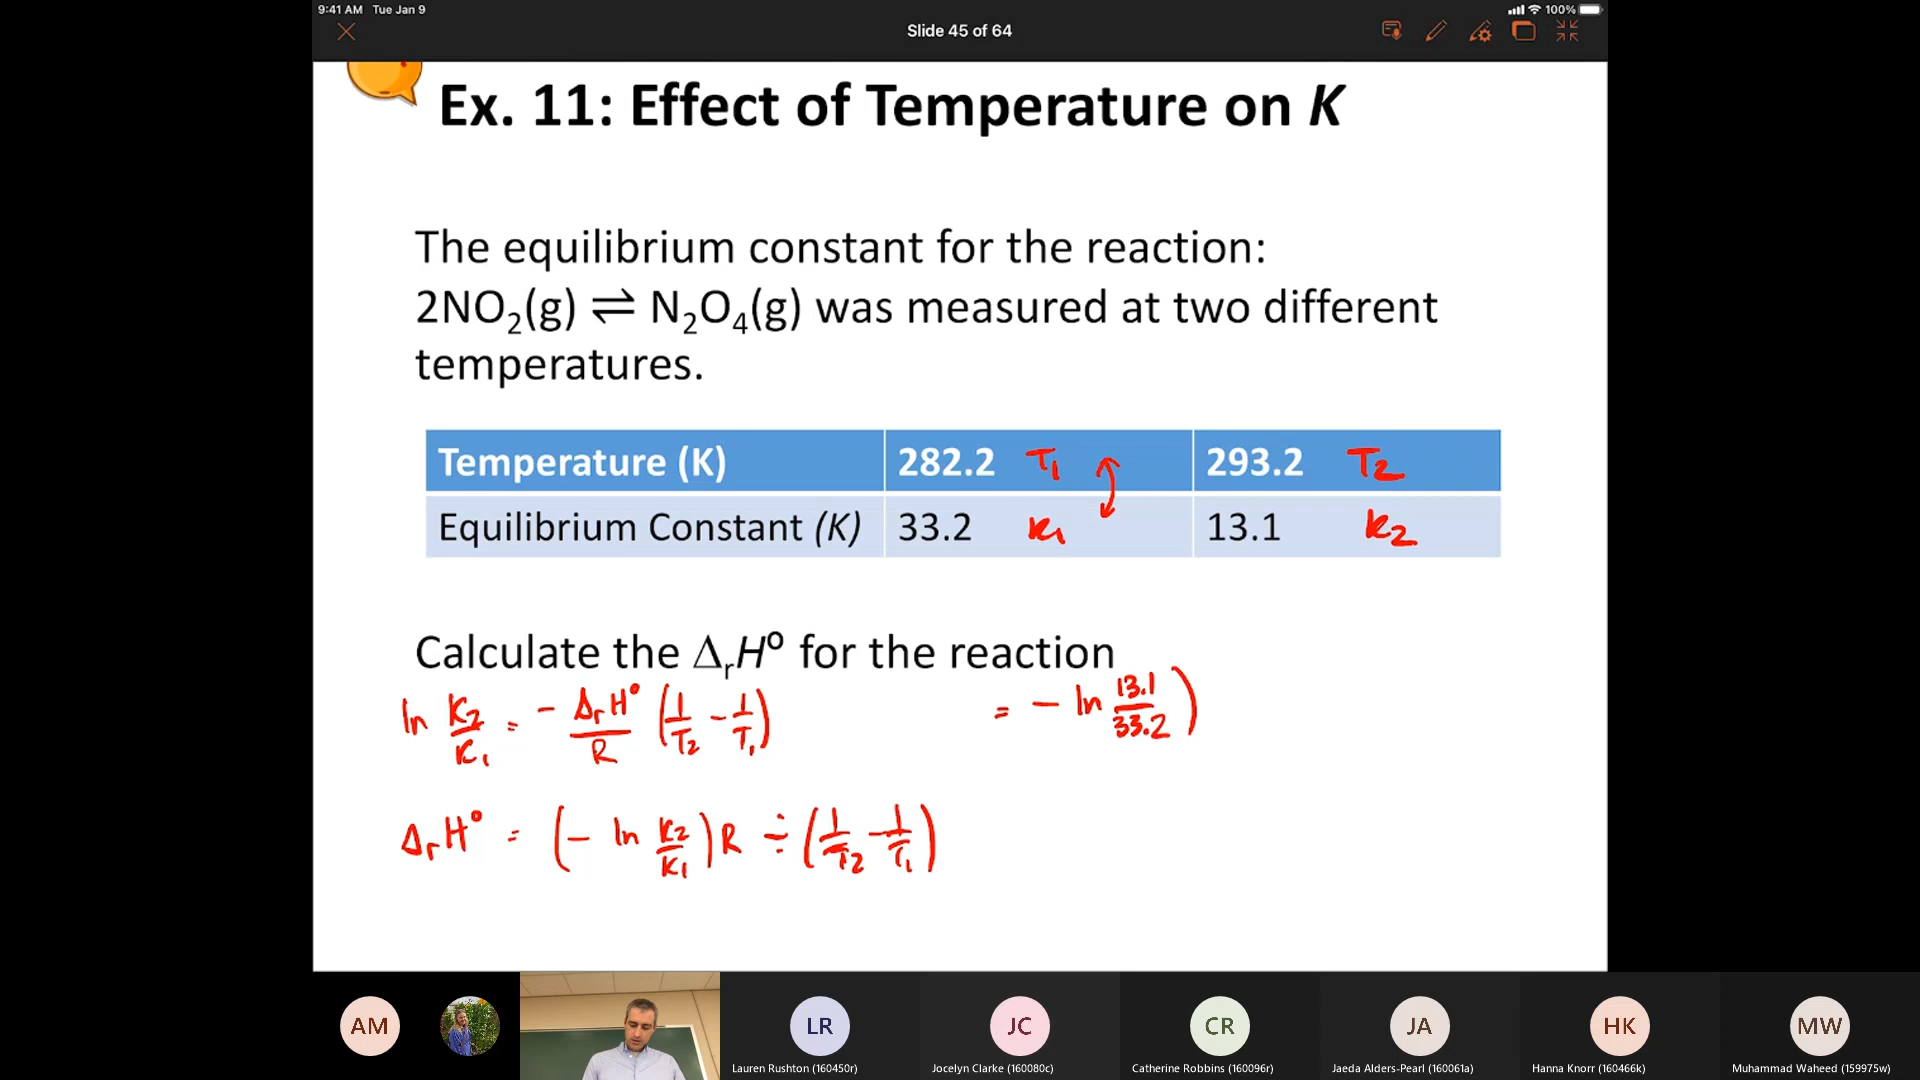 9:41 AM Tue Jan 9
100%
Slide 45 of 64
Ex. 11: Effect of Temperature on K
The equilibrium constant for the reaction:
2NO₂(g) ⇌ N₂O₄(g) was measured at two different
temperatures.
Temperature (K) 282.2 T₁ 293.2 T₂
Equilibrium Constant (K) 33.2 K₁ 13.1 K₂
Calculate the ΔᵣH° for the reaction
ln K₂/K₁ = - ΔᵣH°/R (1/T₂ - 1/T₁)
= - ln 13.1/33.2 )
ΔᵣH° = (- ln K₂/K₁) R ÷ (1/T₂ - 1/T₁)
AM
LR
JC
CR
JA
HK
MW
Lauren Rushton (160450r)
Jocelyn Clarke (160080c)
Catherine Robbins (160096r)
Jaeda Alders-Pearl (160061a)
Hanna Knorr (160466k)
Muhammad Waheed (159975w)